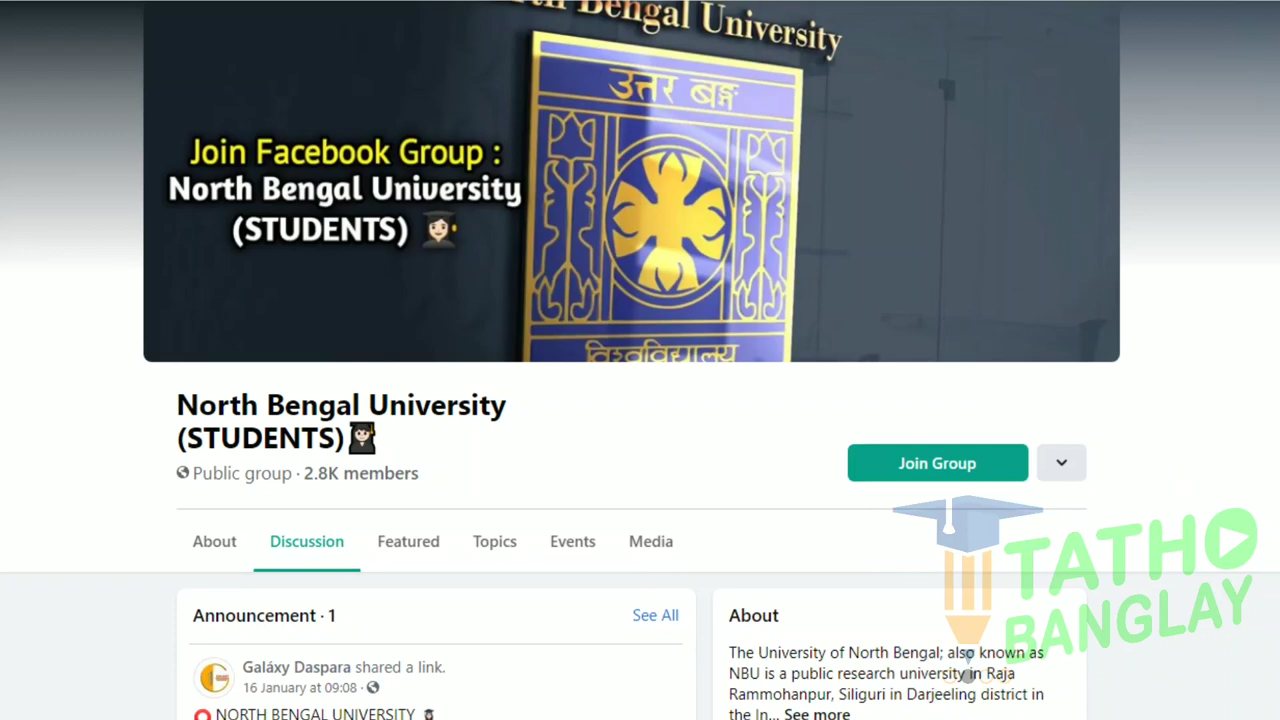 Bengal University
उत्तर बङ्ग
विश्वविद्यालय
Join Facebook Group :
North Bengal University
(STUDENTS)
North Bengal University
(STUDENTS)
Public group · 2.8K members
Join Group
About
Discussion
Featured
Topics
Events
Media
TATHO
BANGLAY
Announcement · 1
See All
Galáxy Daspara shared a link.
16 January at 09:08 ·
NORTH BENGAL UNIVERSITY
About
The University of North Bengal; also known as
NBU is a public research university in Raja
Rammohanpur, Siliguri in Darjeeling district in
the In... See more